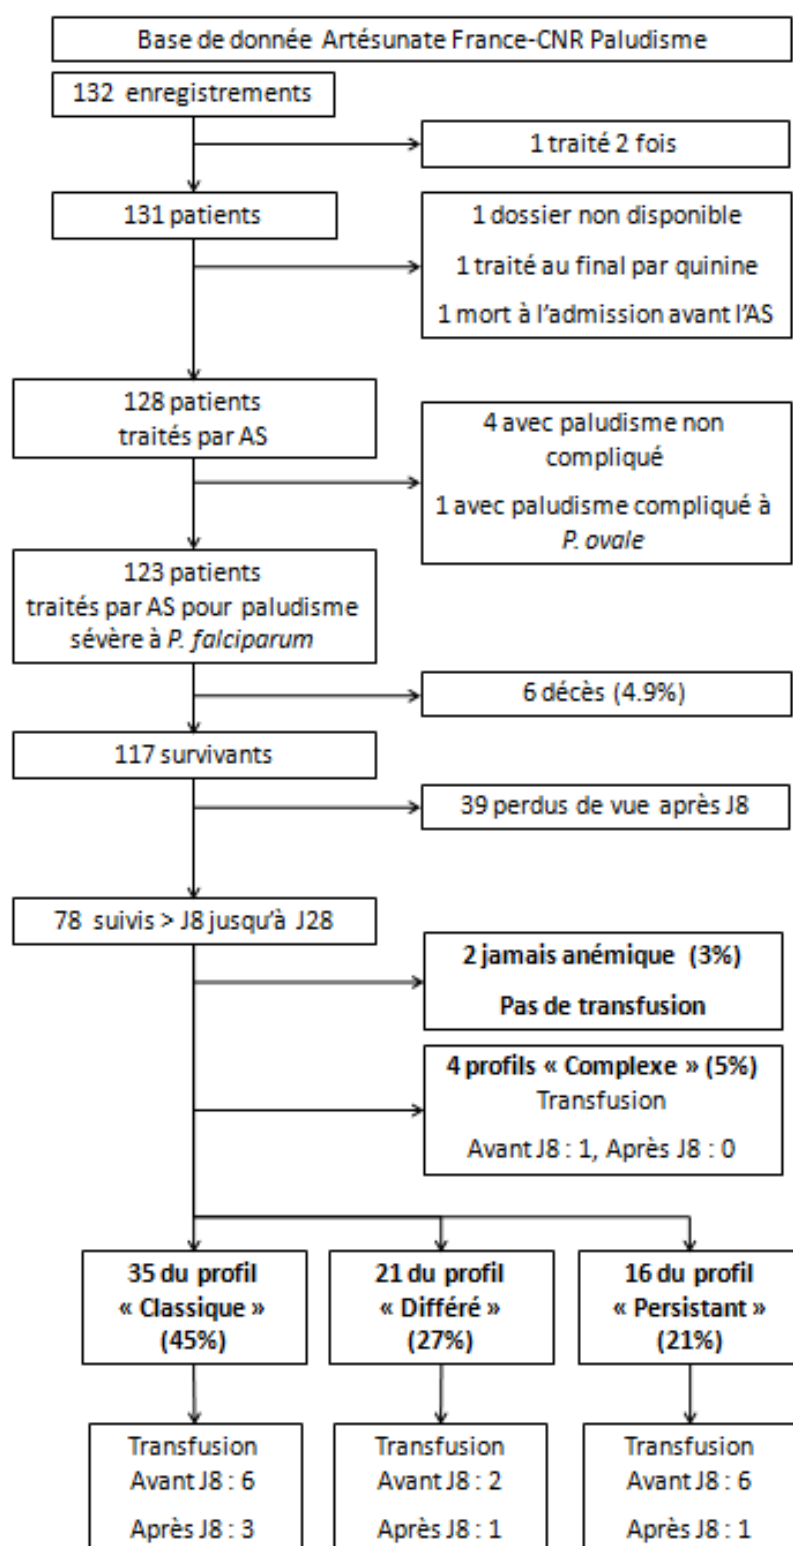 Base de donnée Artésunate France-CNR Paludisme
132 enregistrements
1 traité 2 fois
131 patients
1 dossier non disponible
1 traité au final par quinine
1 mort à l'admission avant l'AS
128 patients
traités par AS
4 avec paludisme non
compliqué
1 avec paludisme compliqué à
P. ovale
123 patients
traités par AS pour paludisme
sévère à P. falciparum
6 décès (4.9%)
117 survivants
39 perdus de vue après J8
78 suivis > J8 jusqu'à J28
2 jamais anémique (3%)
Pas de transfusion
4 profils « Complexe » (5%)
Transfusion
Avant J8 : 1, Après J8 : 0
35 du profil
« Classique »
(45%)
21 du profil
« Différé »
(27%)
16 du profil
« Persistant »
(21%)
Transfusion
Avant J8 : 6
Après J8 : 3
Transfusion
Avant J8 : 2
Après J8 : 1
Transfusion
Avant J8 : 6
Après J8 : 1